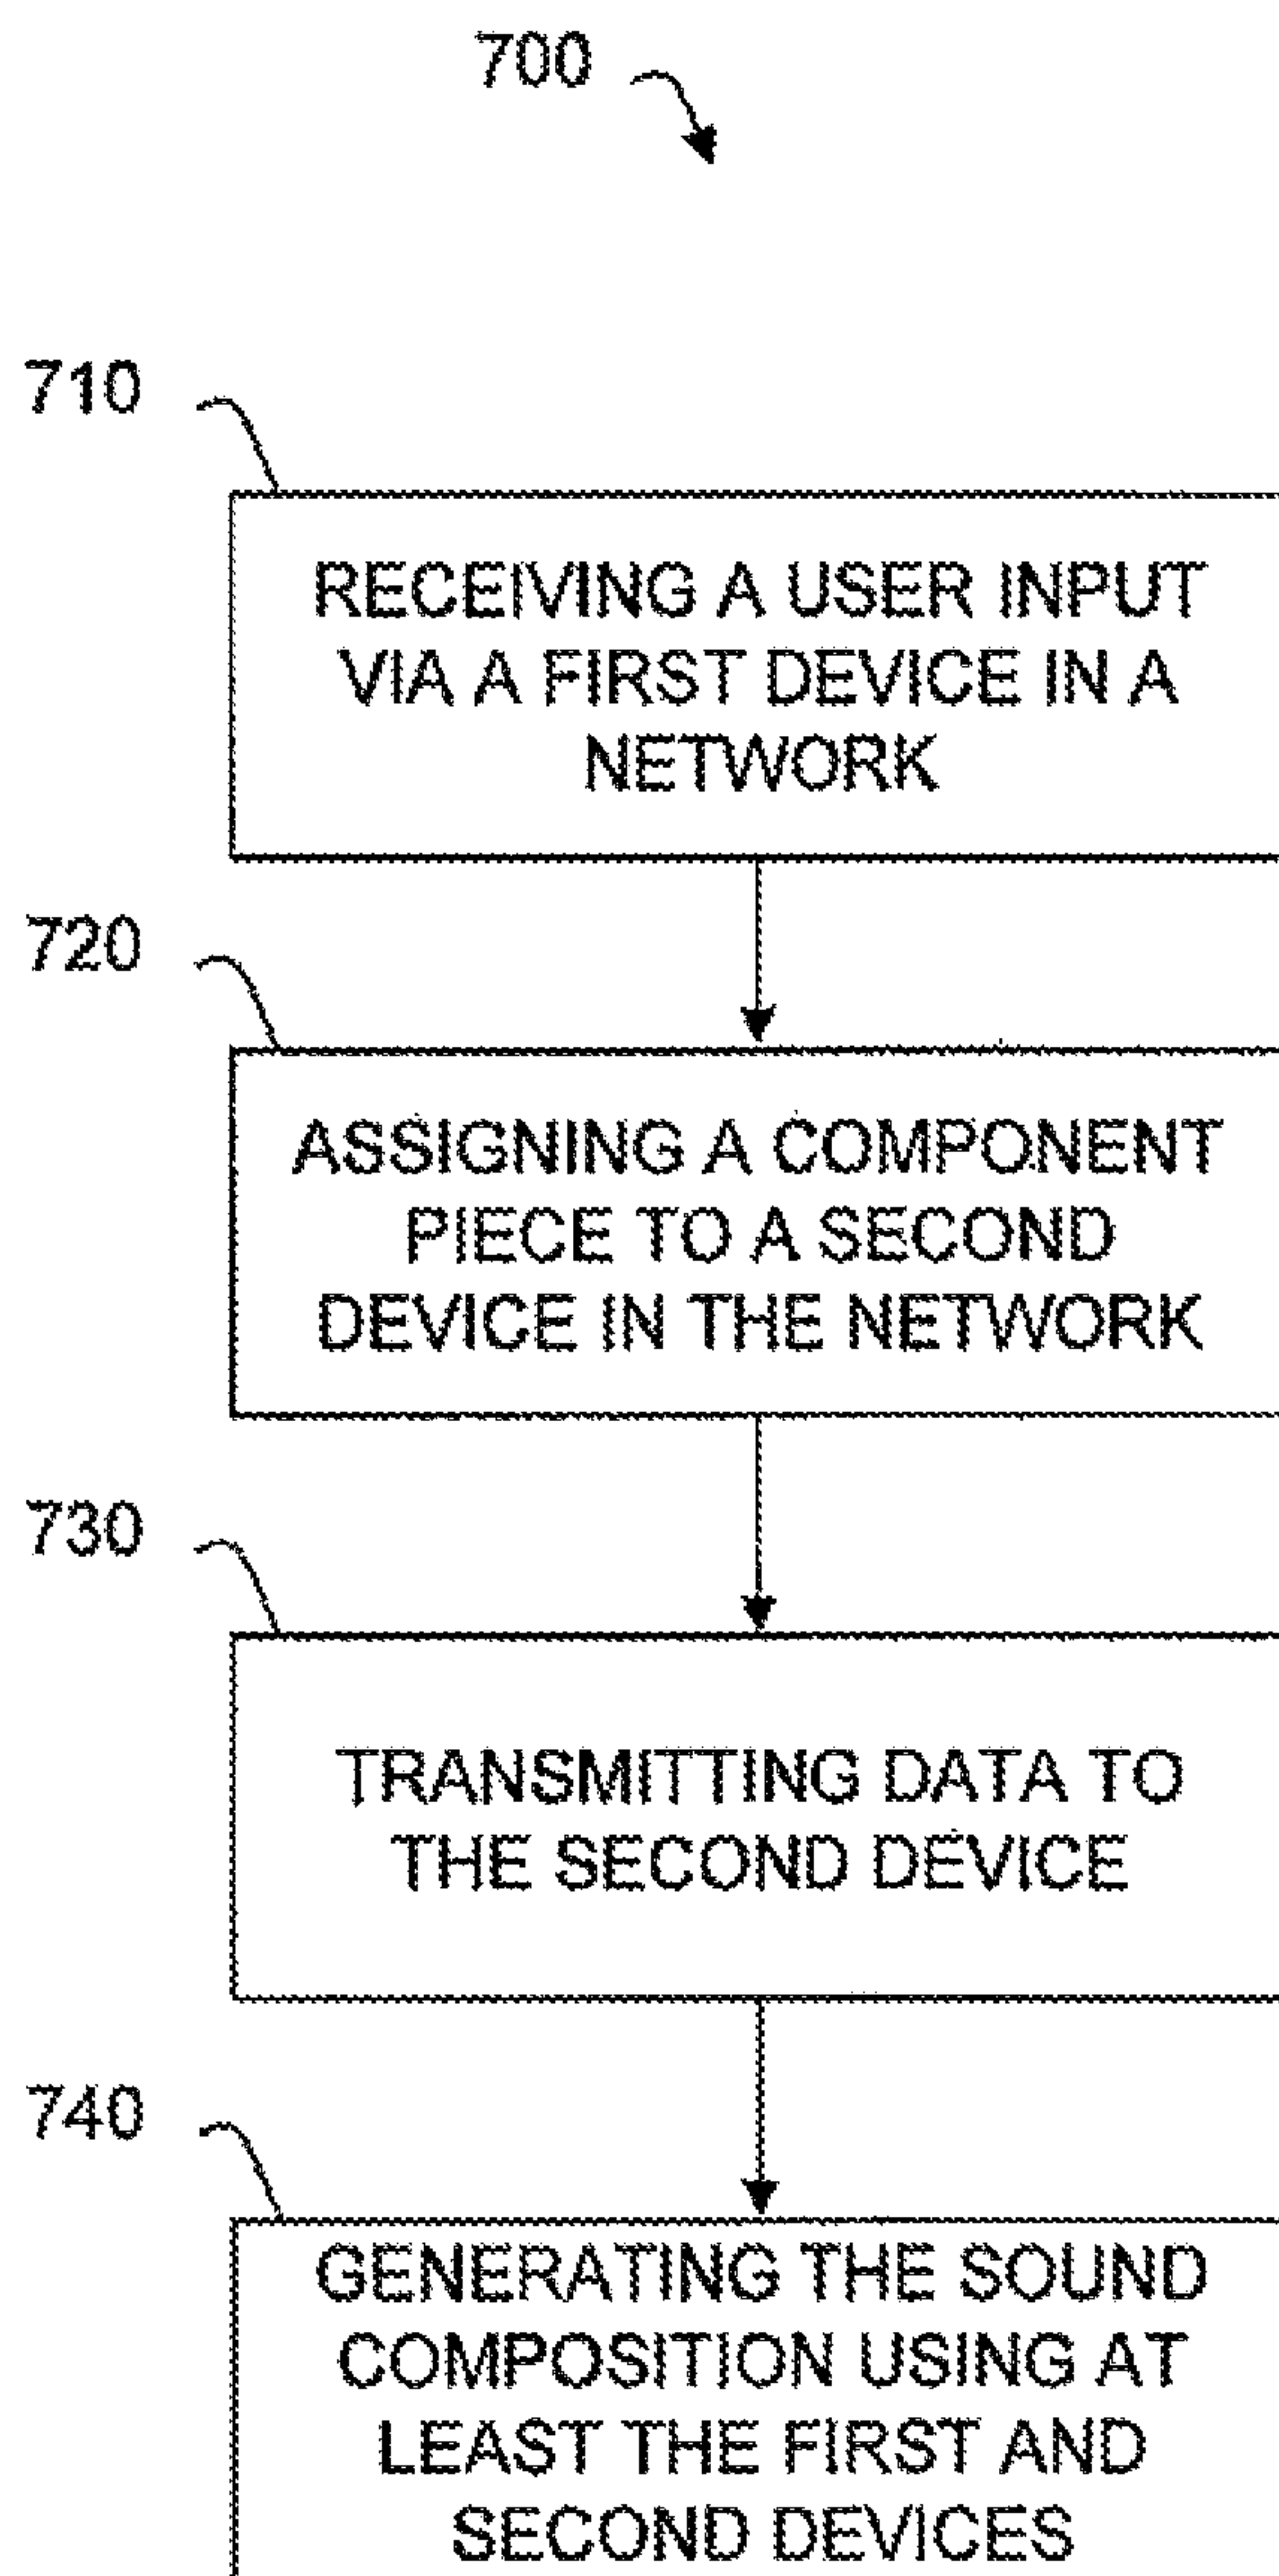 700
710
RECEIVING A USER INPUT
VIA A FIRST DEVICE IN A
NETWORK
720
ASSIGNING A COMPONENT
PIECE TO A SECOND
DEVICE IN THE NETWORK
730
TRANSMITTING DATA TO
THE SECOND DEVICE
740
GENERATING THE SOUND
COMPOSITION USING AT
LEAST THE FIRST AND
SECOND DEVICES